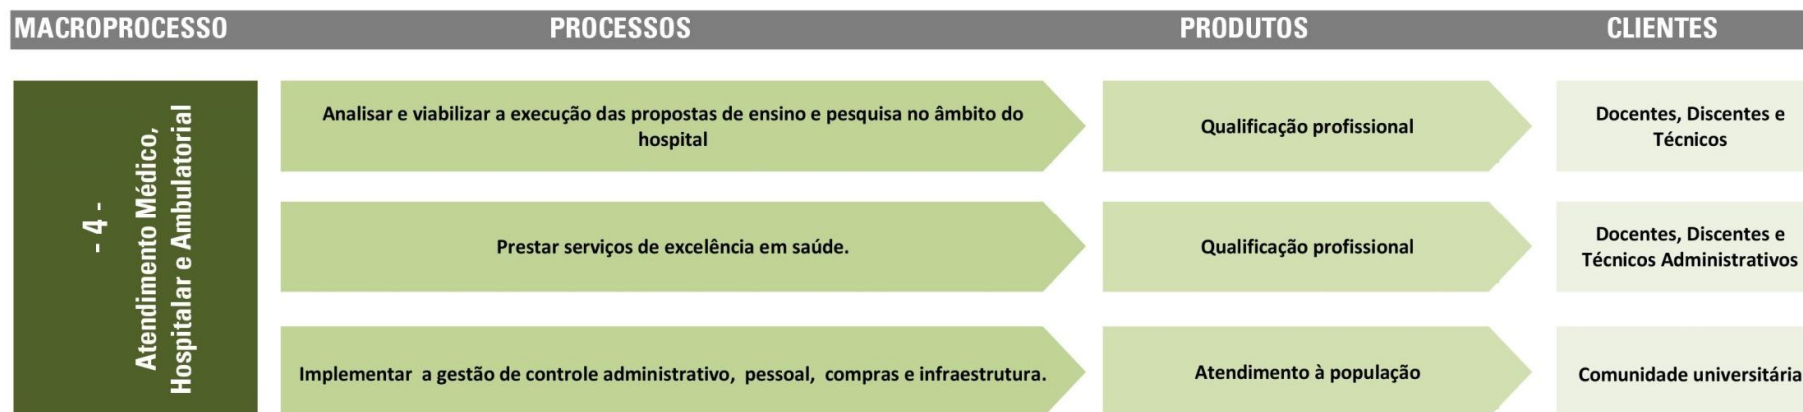 MACROPROCESSO PROCESSOS PRODUTOS CLIENTES
- 4 -
Atendimento Médico,
Hospitalar e Ambulatorial
Analisar e viabilizar a execução das propostas de ensino e pesquisa no âmbito do
hospital
Qualificação profissional
Docentes, Discentes e
Técnicos
Prestar serviços de excelência em saúde.
Qualificação profissional
Docentes, Discentes e
Técnicos Administrativos
Implementar a gestão de controle administrativo, pessoal, compras e infraestrutura.
Atendimento à população
Comunidade universitária